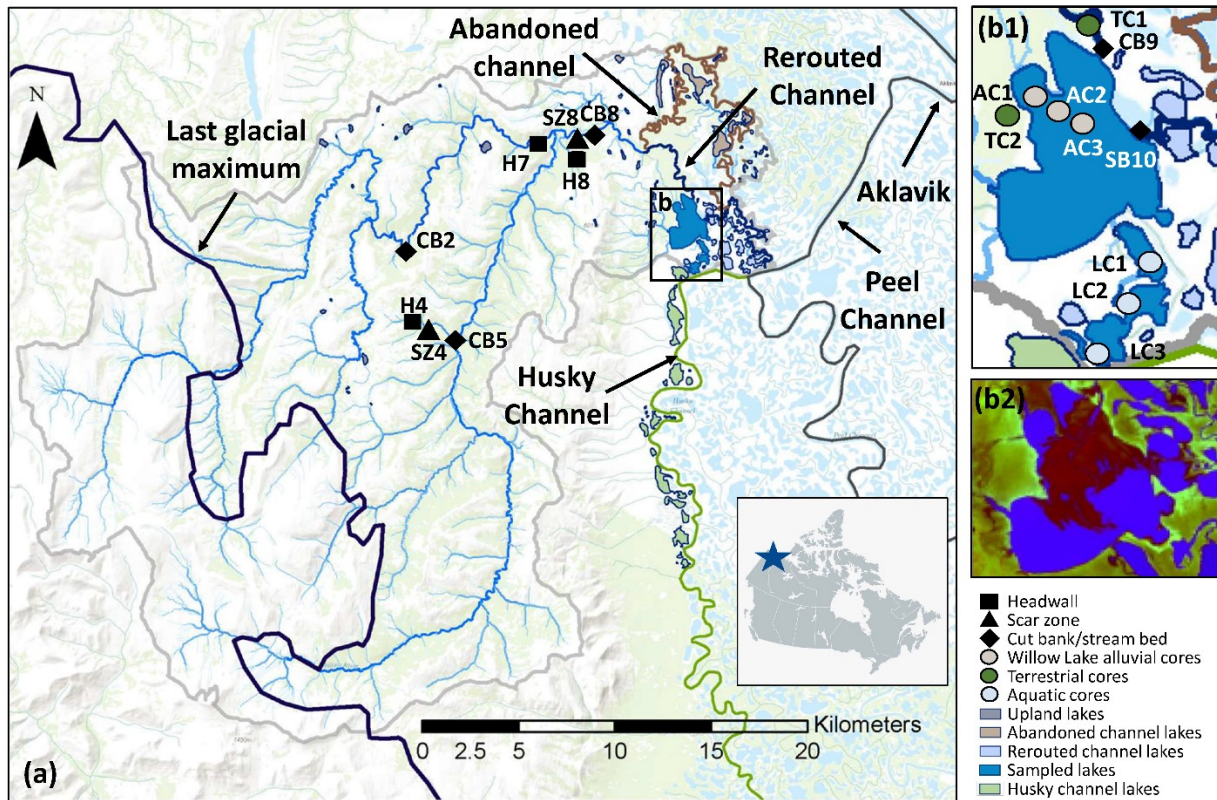 Abandoned
channel
Rerouted
Channel
N
Last glacial
maximum
SZ8
CB8
H7
H8
b
Aklavik
CB2
Peel
Channel
H4
SZ4
CB5
Husky
Channel
Kilometers
0 2.5 5 10 15 20
(a)
(b1)
TC1
CB9
AC1
AC2
TC2
AC3
SB10
LC1
LC2
LC3
(b2)
Headwall
Scar zone
Cut bank/stream bed
Willow Lake alluvial cores
Terrestrial cores
Aquatic cores
Upland lakes
Abandoned channel lakes
Rerouted channel lakes
Sampled lakes
Husky channel lakes